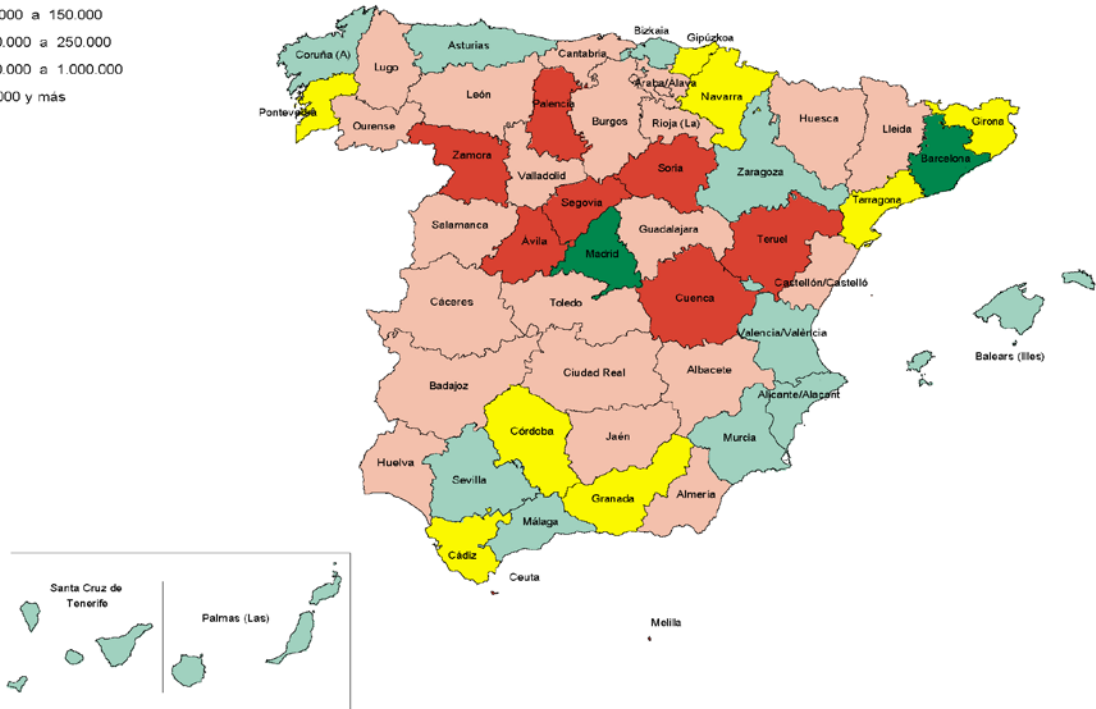 000 a 150.000
0.000 a 250.000
0.000 a 1.000.000
000 y más
Coruña (A)
Lugo
Asturias
Cantabria
Bizkaia
Gipúzkoa
Araba/Álava
Navarra
Pontevedra
Ourense
León
Palencia
Burgos
Rioja (La)
Huesca
Lleida
Girona
Barcelona
Zamora
Valladolid
Soria
Zaragoza
Tarragona
Segovia
Salamanca
Ávila
Madrid
Guadalajara
Teruel
Castellón/Castelló
Cáceres
Toledo
Cuenca
Valencia/València
Balears (Illes)
Badajoz
Ciudad Real
Albacete
Alicante/Alacant
Córdoba
Jaén
Murcia
Huelva
Sevilla
Granada
Almería
Málaga
Cádiz
Ceuta
Melilla
Santa Cruz de
Tenerife
Palmas (Las)